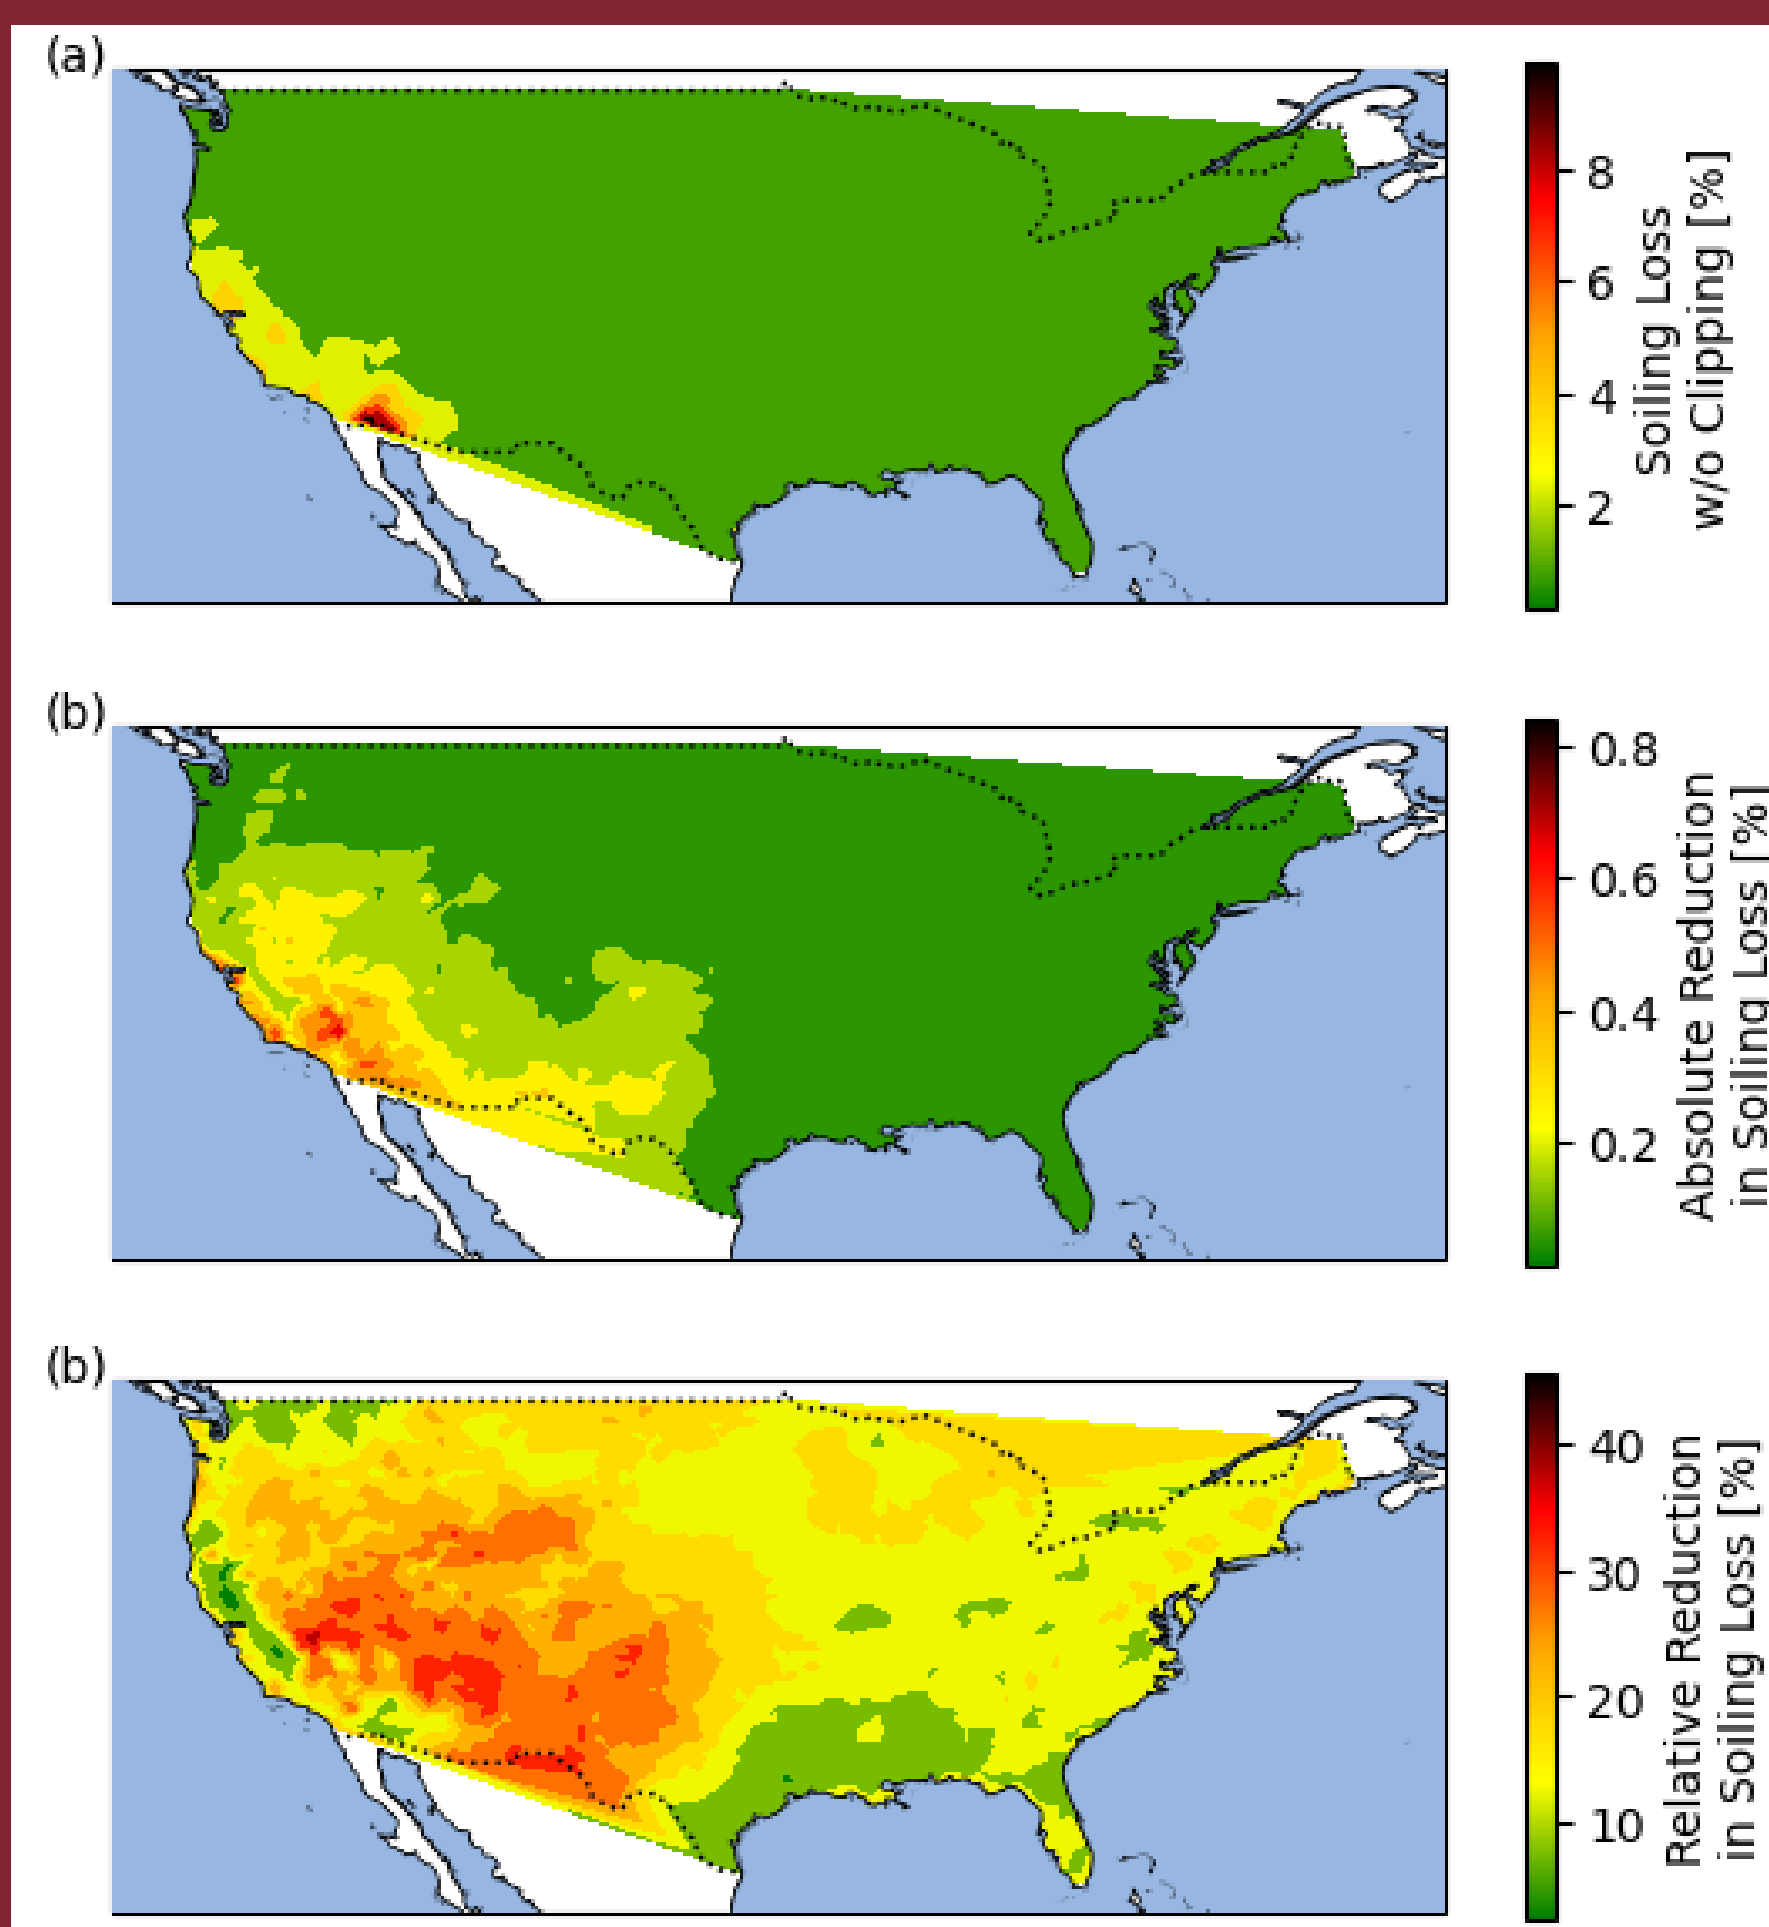 (a)
8
6
4
2
Soiling Loss
w/o Clipping [%]
(b)
0.8
0.6
0.4
0.2
Absolute Reduction
in Soiling Loss [%]
(b)
40
30
20
10
Relative Reduction
in Soiling Loss [%]